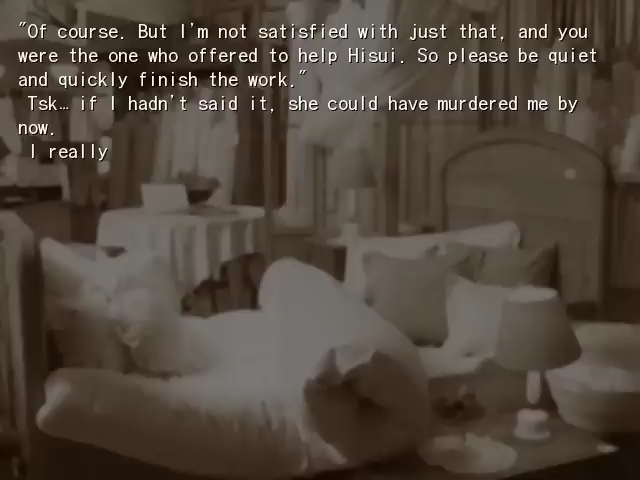 "Of course. But I'm not satisfied with just that, and you
were the one who offered to help Hisui. So please be quiet
and quickly finish the work."
Tsk… if I hadn't said it, she could have murdered me by
now.
I really